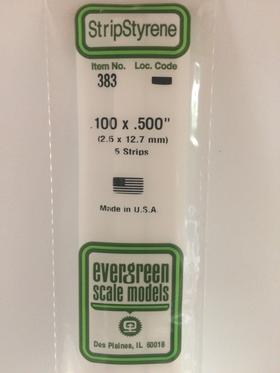 StripStyrene
Item No. Loc. Code
383
.100 x .500"
(2.5 x 12.7 mm)
5 Strips
Made in U.S.A
evergreen
scale models
Des Plaines, IL 60018